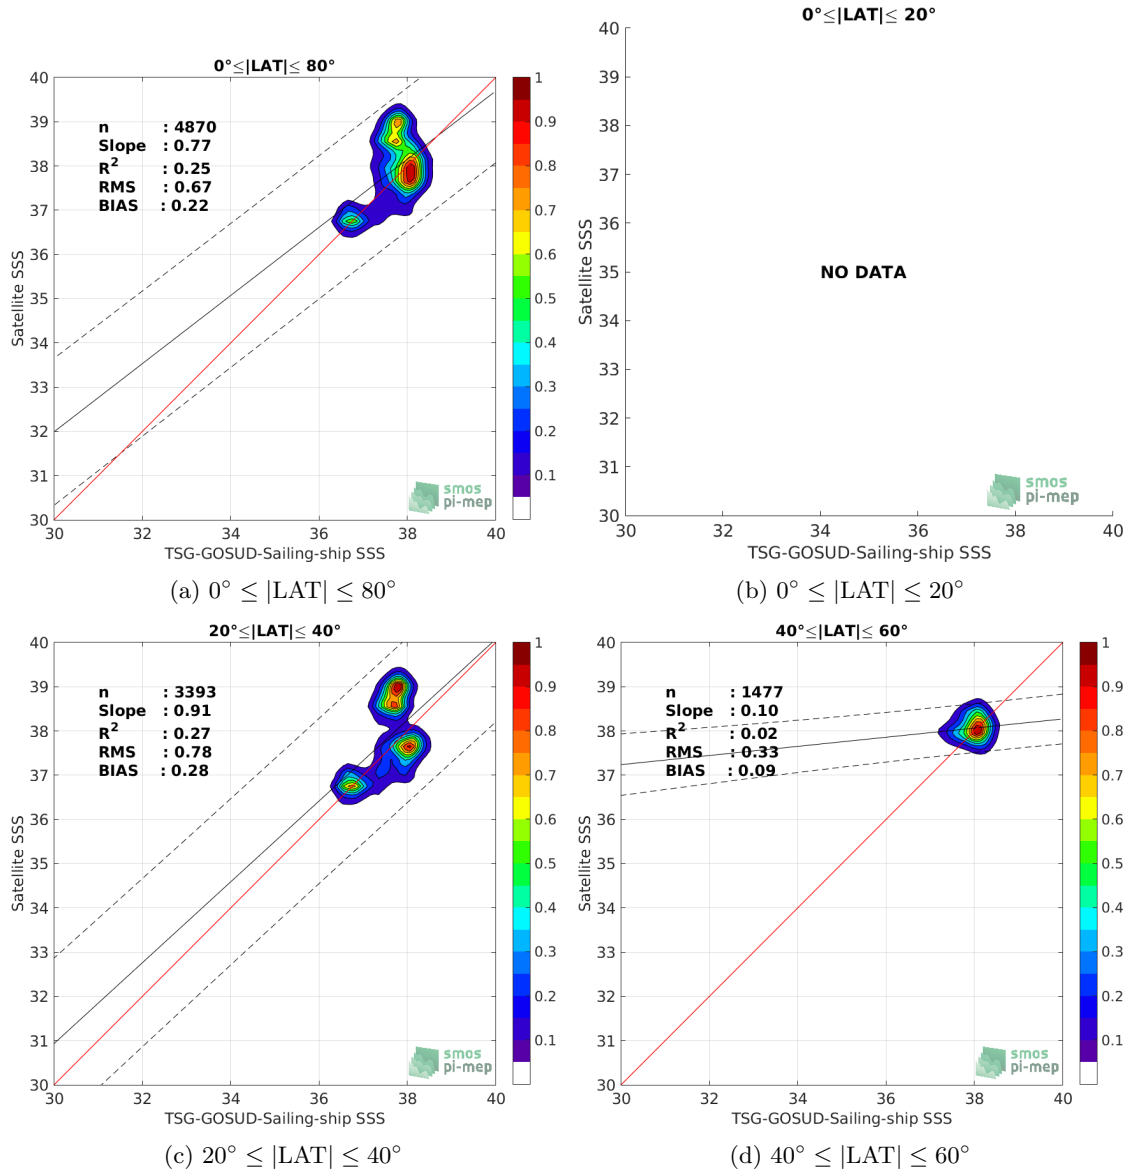 0°≤|LAT|≤ 80°
40
39
38
37
36
35
34
33
32
31
30
30 32 34 36 38 40
Satellite SSS
TSG-GOSUD-Sailing-ship SSS
n : 4870
Slope : 0.77
R² : 0.25
RMS : 0.67
BIAS : 0.22
1
0.9
0.8
0.7
0.6
0.5
0.4
0.3
0.2
0.1
smos
pi-mep
(a) 0° ≤ |LAT| ≤ 80°
0°≤|LAT|≤ 20°
40
39
38
37
36
35
34
33
32
31
30
30 32 34 36 38 40
Satellite SSS
TSG-GOSUD-Sailing-ship SSS
NO DATA
smos
pi-mep
(b) 0° ≤ |LAT| ≤ 20°
20°≤|LAT|≤ 40°
40
39
38
37
36
35
34
33
32
31
30
30 32 34 36 38 40
Satellite SSS
TSG-GOSUD-Sailing-ship SSS
n : 3393
Slope : 0.91
R² : 0.27
RMS : 0.78
BIAS : 0.28
1
0.9
0.8
0.7
0.6
0.5
0.4
0.3
0.2
0.1
smos
pi-mep
(c) 20° ≤ |LAT| ≤ 40°
40°≤|LAT|≤ 60°
40
39
38
37
36
35
34
33
32
31
30
30 32 34 36 38 40
Satellite SSS
TSG-GOSUD-Sailing-ship SSS
n : 1477
Slope : 0.10
R² : 0.02
RMS : 0.33
BIAS : 0.09
1
0.9
0.8
0.7
0.6
0.5
0.4
0.3
0.2
0.1
smos
pi-mep
(d) 40° ≤ |LAT| ≤ 60°